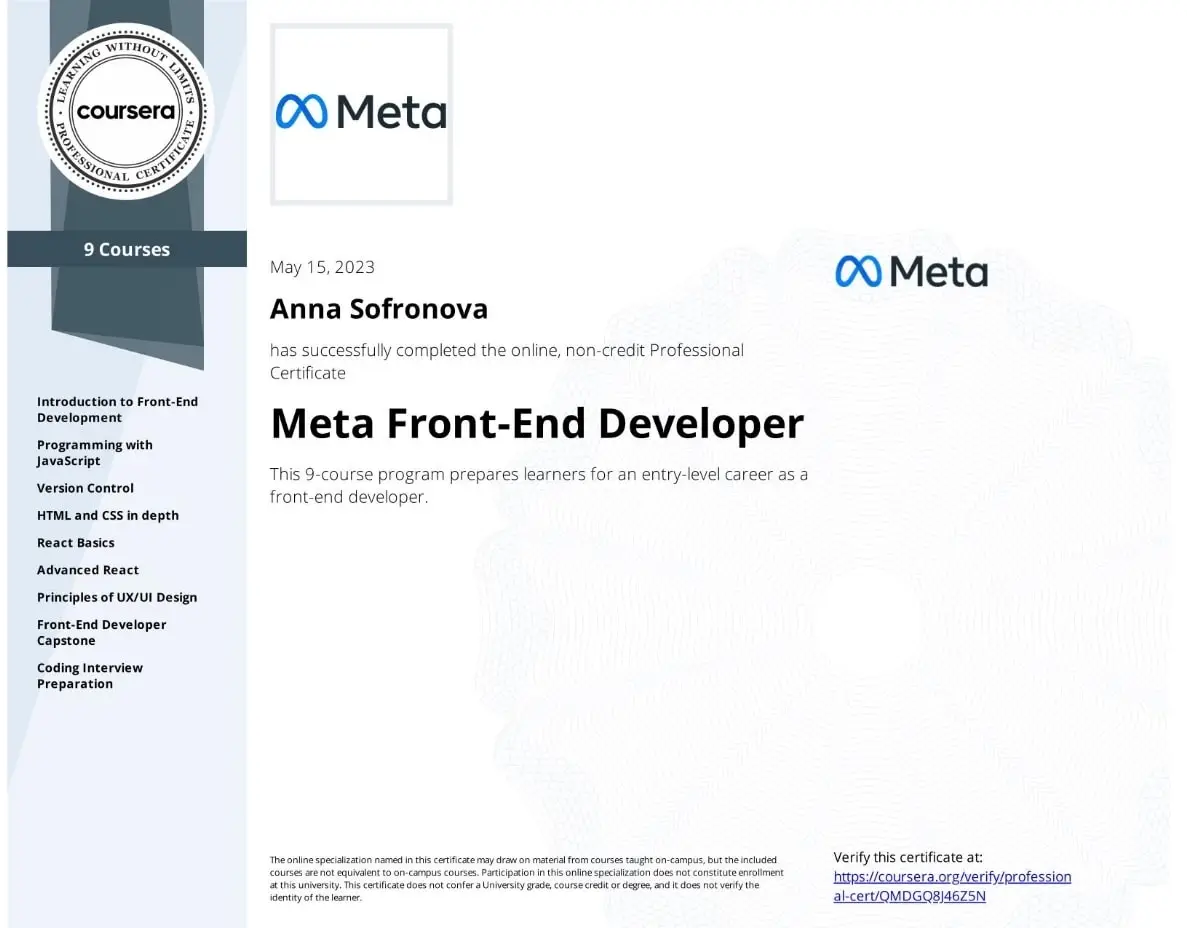 LEARNING WITHOUT LIMITS
coursera
PROFESSIONAL CERTIFICATE
9 Courses
Introduction to Front-End
Development
Programming with
JavaScript
Version Control
HTML and CSS in depth
React Basics
Advanced React
Principles of UX/UI Design
Front-End Developer
Capstone
Coding Interview
Preparation
Meta
May 15, 2023
Anna Sofronova
has successfully completed the online, non-credit Professional
Certificate
Meta Front-End Developer
This 9-course program prepares learners for an entry-level career as a
front-end developer.
Meta
The online specialization named in this certificate may draw on material from courses taught on-campus, but the included
courses are not equivalent to on-campus courses. Participation in this online specialization does not constitute enrollment
at this university. This certificate does not confer a University grade, course credit or degree, and it does not verify the
identity of the learner.
Verify this certificate at:
https://coursera.org/verify/profession
al-cert/QMDGQ8J46Z5N